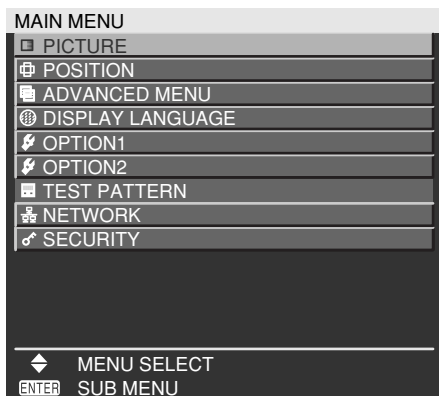 MAIN MENU
PICTURE
POSITION
ADVANCED MENU
DISPLAY LANGUAGE
OPTION1
OPTION2
TEST PATTERN
NETWORK
SECURITY
MENU SELECT
ENTER SUB MENU